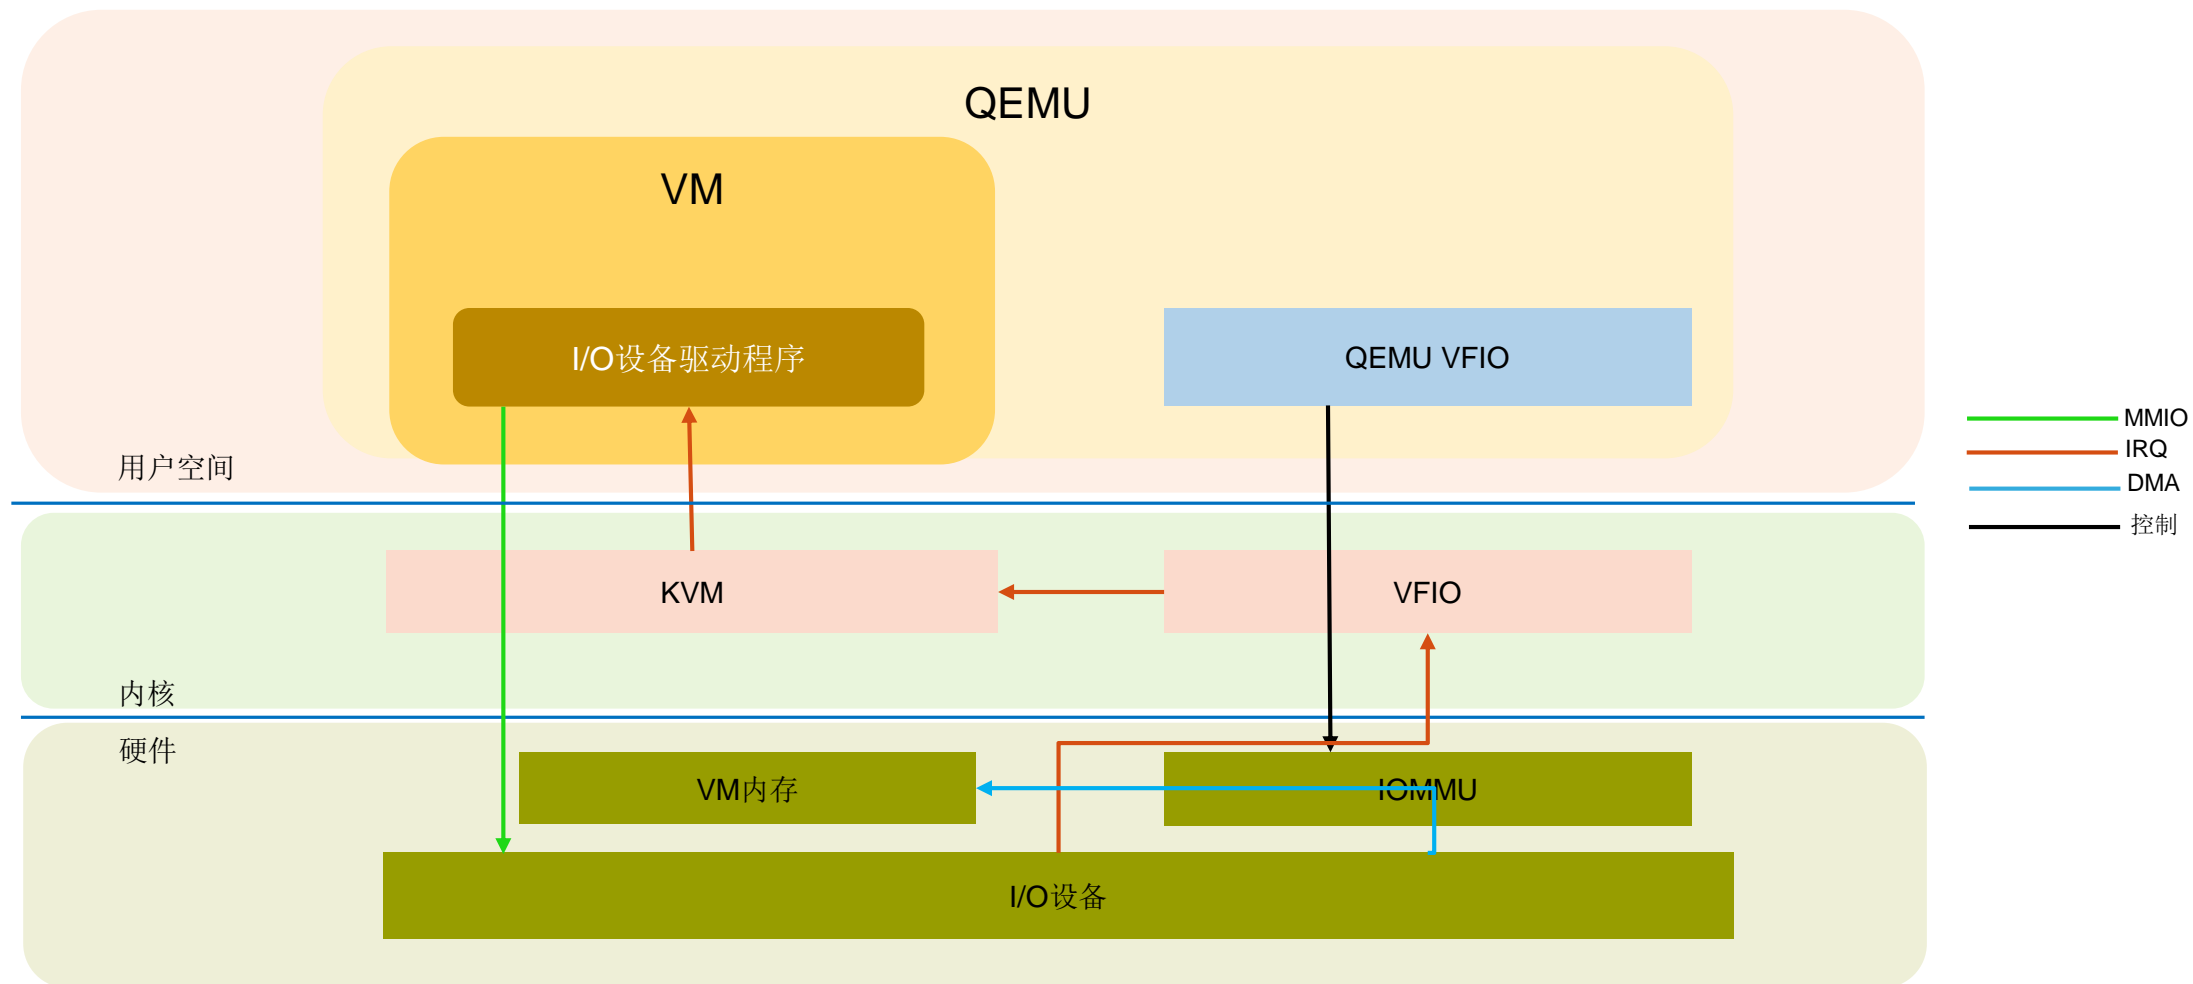 QEMU
VM
I/O设备驱动程序
QEMU VFIO
用户空间
MMIO
IRQ
DMA
控制
KVM
VFIO
内核
硬件
VM内存
IOMMU
I/O设备